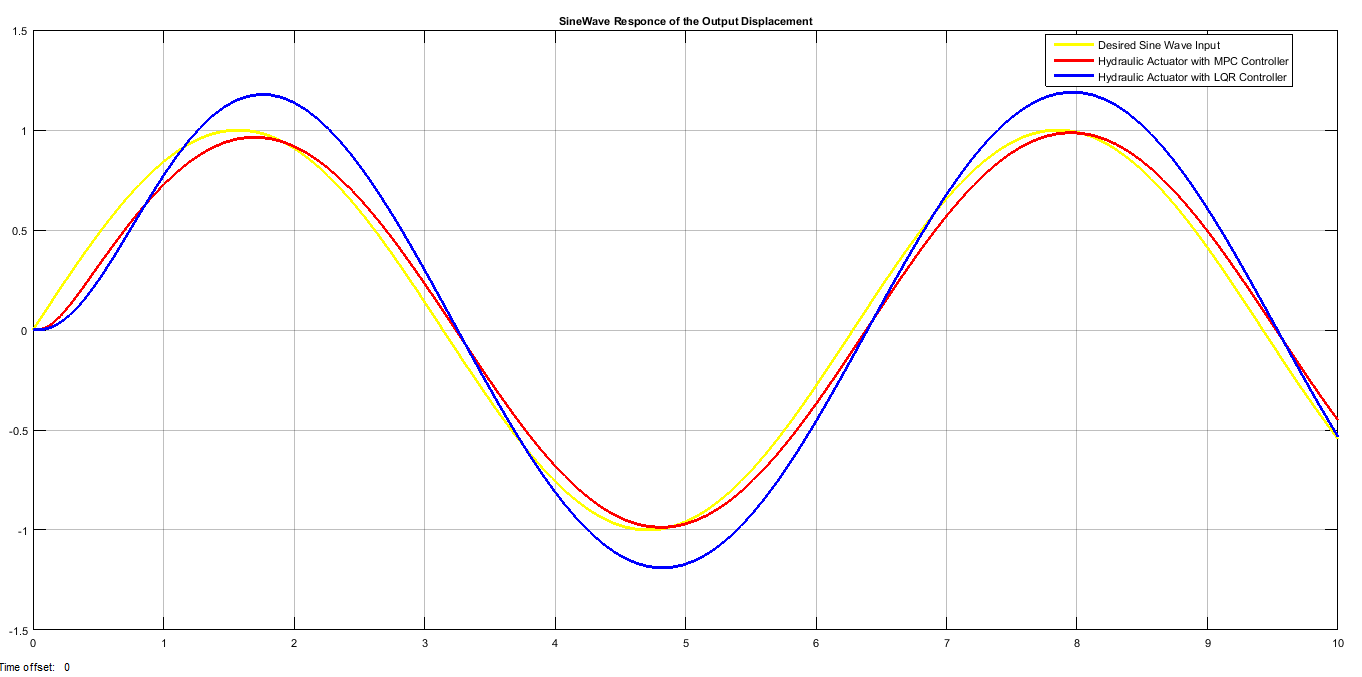 SineWave Responce of the Output Displacement
1.5
Desired Sine Wave Input
Hydraulic Actuator with MPC Controller
Hydraulic Actuator with LQR Controller
1
0.5
0
-0.5
-1
-1.5
0 1 2 3 4 5 6 7 8 9 10
Time offset: 0